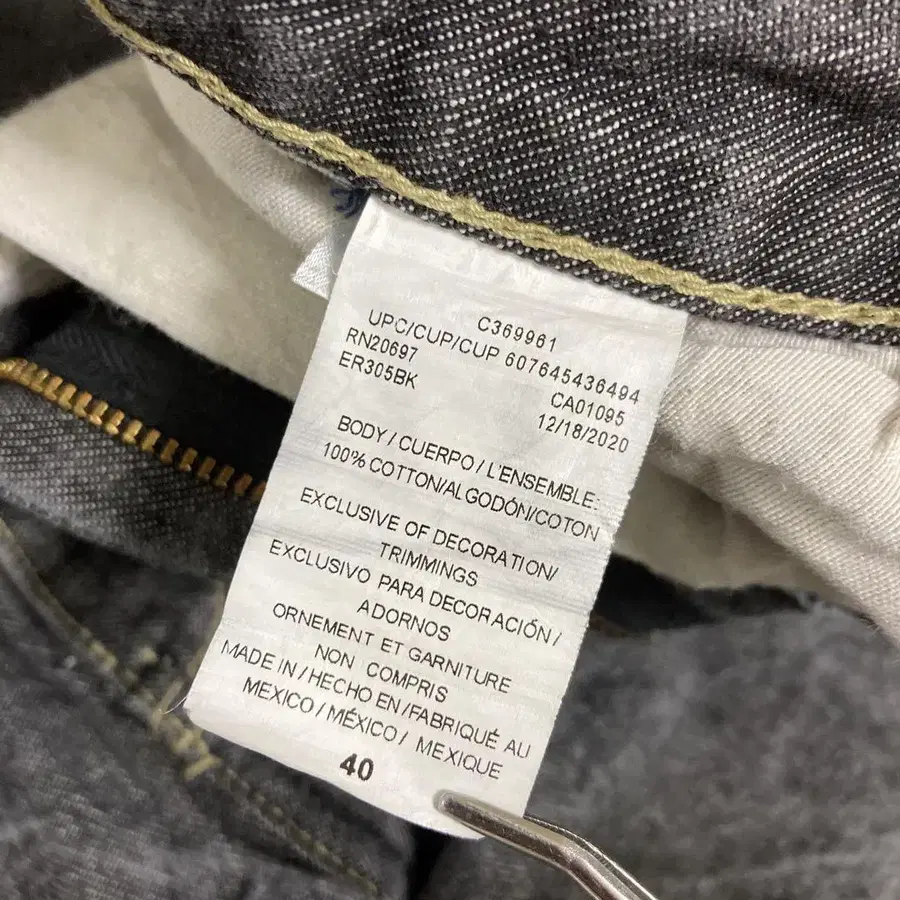 C369961
UPC/CUP/CUP 607645436494
RN20697
CA01095
ER305BK
12/18/2020
BODY / CUERPO / L'ENSEMBLE:
100% COTTON/ALGODÓN/COTON
EXCLUSIVE OF DECORATION/
TRIMMINGS
EXCLUSIVO PARA DECORACIÓN /
ADORNOS
ORNEMENT ET GARNITURE
NON COMPRIS
MADE IN / HECHO EN /FABRIQUÉ AU
MEXICO / MÉXICO / MEXIQUE
40